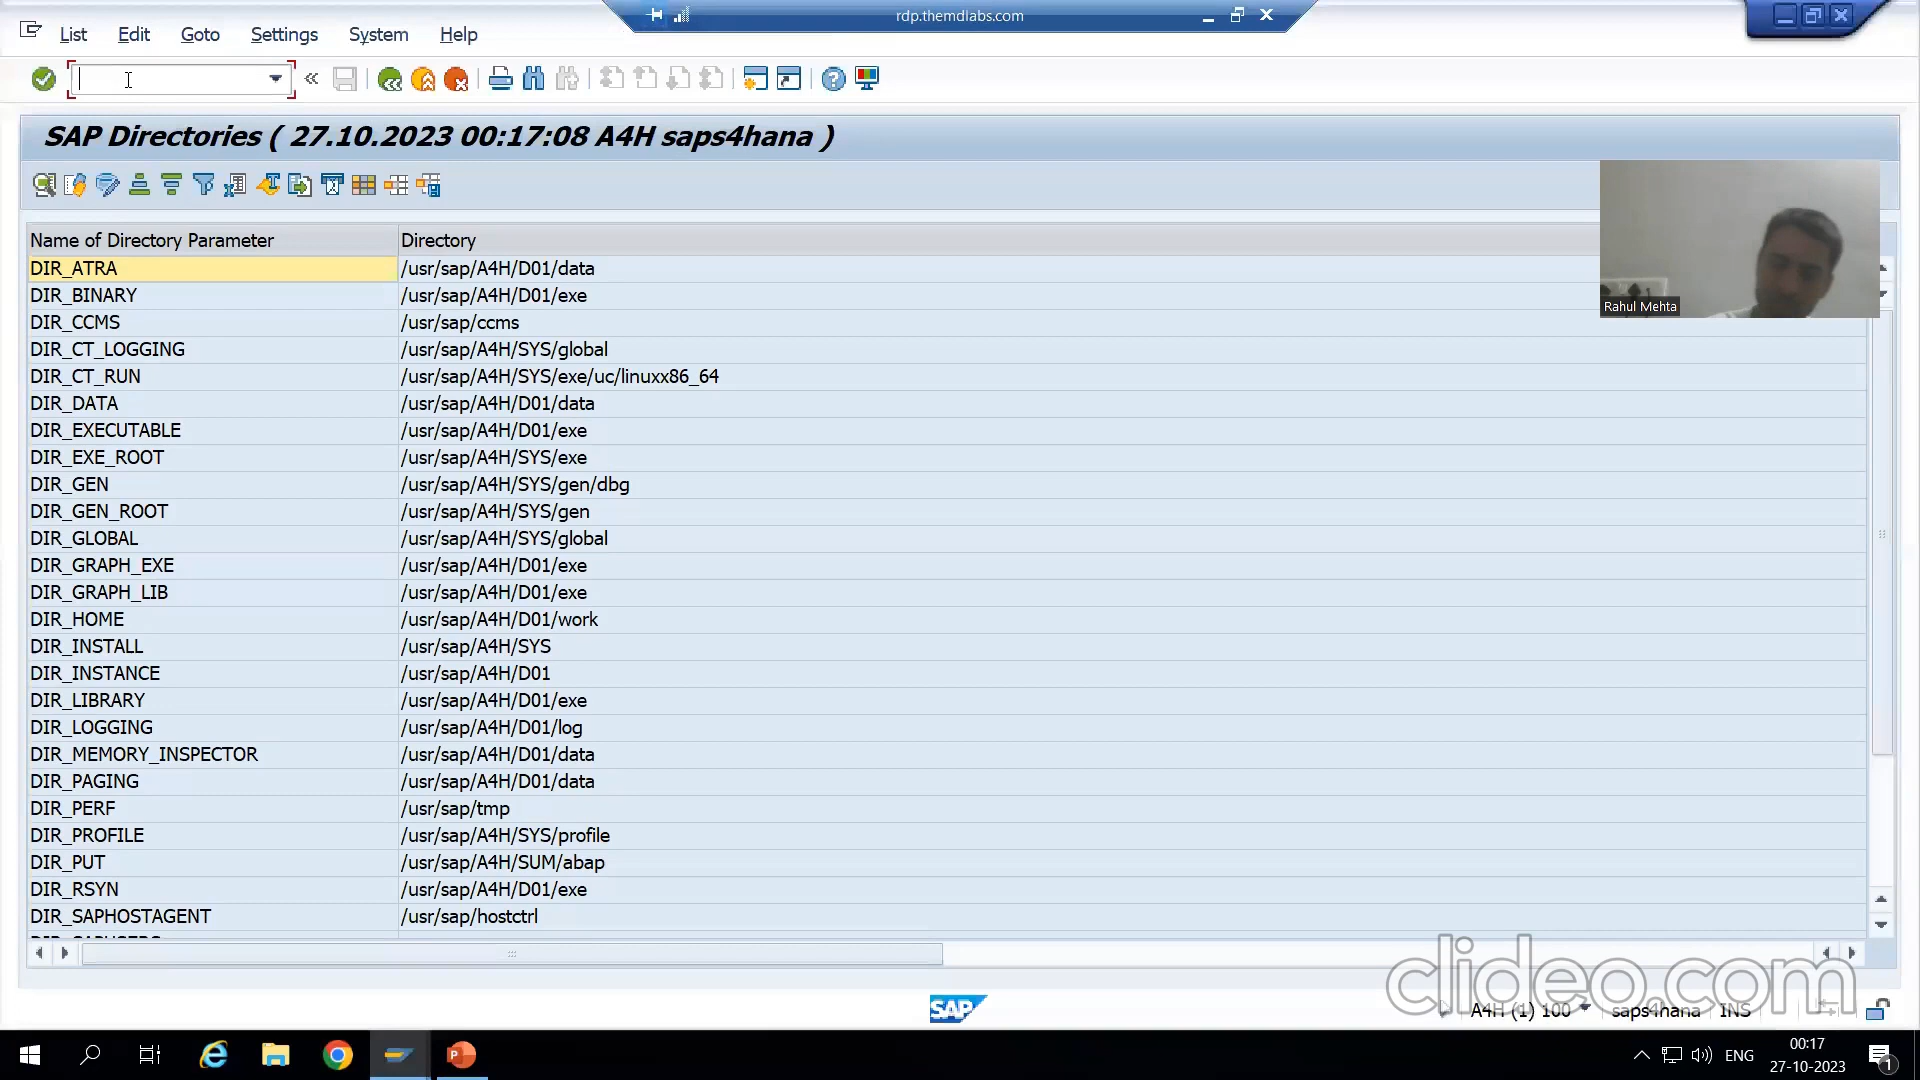 rdp.themdlabs.com
List Edit Goto Settings System Help
SAP Directories ( 27.10.2023 00:17:08 A4H saps4hana )
Name of Directory Parameter Directory
DIR_ATRA /usr/sap/A4H/D01/data
DIR_BINARY /usr/sap/A4H/D01/exe
DIR_CCMS /usr/sap/ccms
DIR_CT_LOGGING /usr/sap/A4H/SYS/global
DIR_CT_RUN /usr/sap/A4H/SYS/exe/uc/linuxx86_64
DIR_DATA /usr/sap/A4H/D01/data
DIR_EXECUTABLE /usr/sap/A4H/D01/exe
DIR_EXE_ROOT /usr/sap/A4H/SYS/exe
DIR_GEN /usr/sap/A4H/SYS/gen/dbg
DIR_GEN_ROOT /usr/sap/A4H/SYS/gen
DIR_GLOBAL /usr/sap/A4H/SYS/global
DIR_GRAPH_EXE /usr/sap/A4H/D01/exe
DIR_GRAPH_LIB /usr/sap/A4H/D01/exe
DIR_HOME /usr/sap/A4H/D01/work
DIR_INSTALL /usr/sap/A4H/SYS
DIR_INSTANCE /usr/sap/A4H/D01
DIR_LIBRARY /usr/sap/A4H/D01/exe
DIR_LOGGING /usr/sap/A4H/D01/log
DIR_MEMORY_INSPECTOR /usr/sap/A4H/D01/data
DIR_PAGING /usr/sap/A4H/D01/data
DIR_PERF /usr/sap/tmp
DIR_PROFILE /usr/sap/A4H/SYS/profile
DIR_PUT /usr/sap/A4H/SUM/abap
DIR_RSYN /usr/sap/A4H/D01/exe
DIR_SAPHOSTAGENT /usr/sap/hostctrl
Rahul Mehta
clideo.com
SAP
A4H (1) 100 saps4hana INS
ENG
00:17
27-10-2023
1